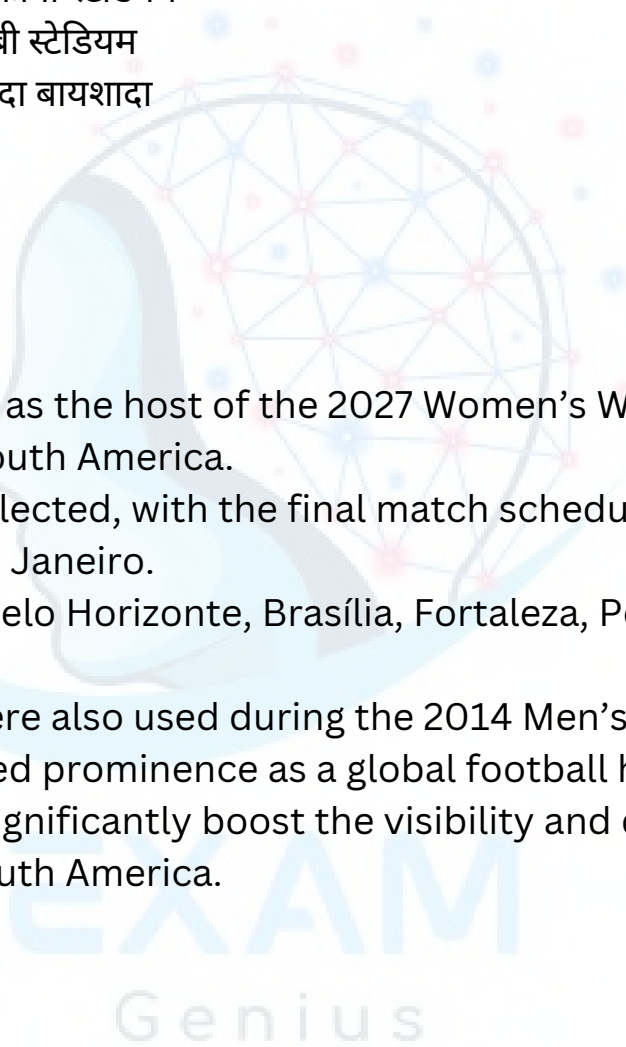 बी स्टेडियम
दा बायशादा
as the host of the 2027 Women’s W
outh America.
lected, with the final match schedu
Janeiro.
elo Horizonte, Brasília, Fortaleza, Po
ere also used during the 2014 Men’s
ed prominence as a global football h
gnificantly boost the visibility and
uth America.
EXAM
Genius